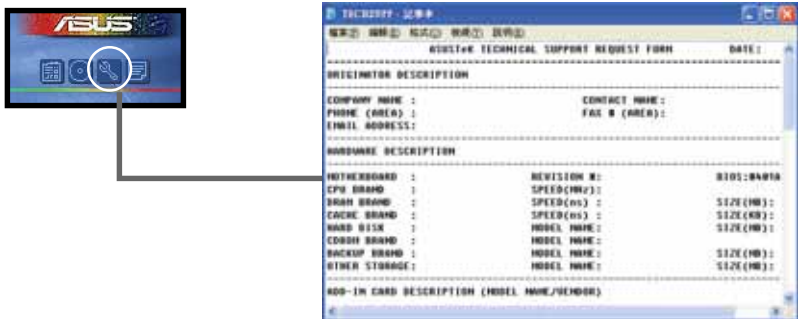 ASUS
TECHSUPP - 記事本
檔案(F) 編輯(E) 格式(O) 檢視(V) 說明(H)
ASUSTeK TECHNICAL SUPPORT REQUEST FORM DATE:
ORIGINATOR DESCRIPTION
COMPANY NAME : CONTACT NAME:
PHONE (AREA) : FAX # (AREA):
EMAIL ADDRESS:
HARDWARE DESCRIPTION
MOTHERBOARD : REVISION #: BIOS:#401A
CPU BRAND : SPEED(MHz):
DRAM BRAND : SPEED(ns) : SIZE(MB):
CACHE BRAND : SPEED(ns) : SIZE(KB):
HARD DISK : MODEL NAME: SIZE(MB):
CDROM BRAND : MODEL NAME:
BACKUP BRAND : MODEL NAME: SIZE(MB):
OTHER STORAGE: MODEL NAME: SIZE(MB):
ADD-IN CARD DESCRIPTION (MODEL NAME/VENDOR)